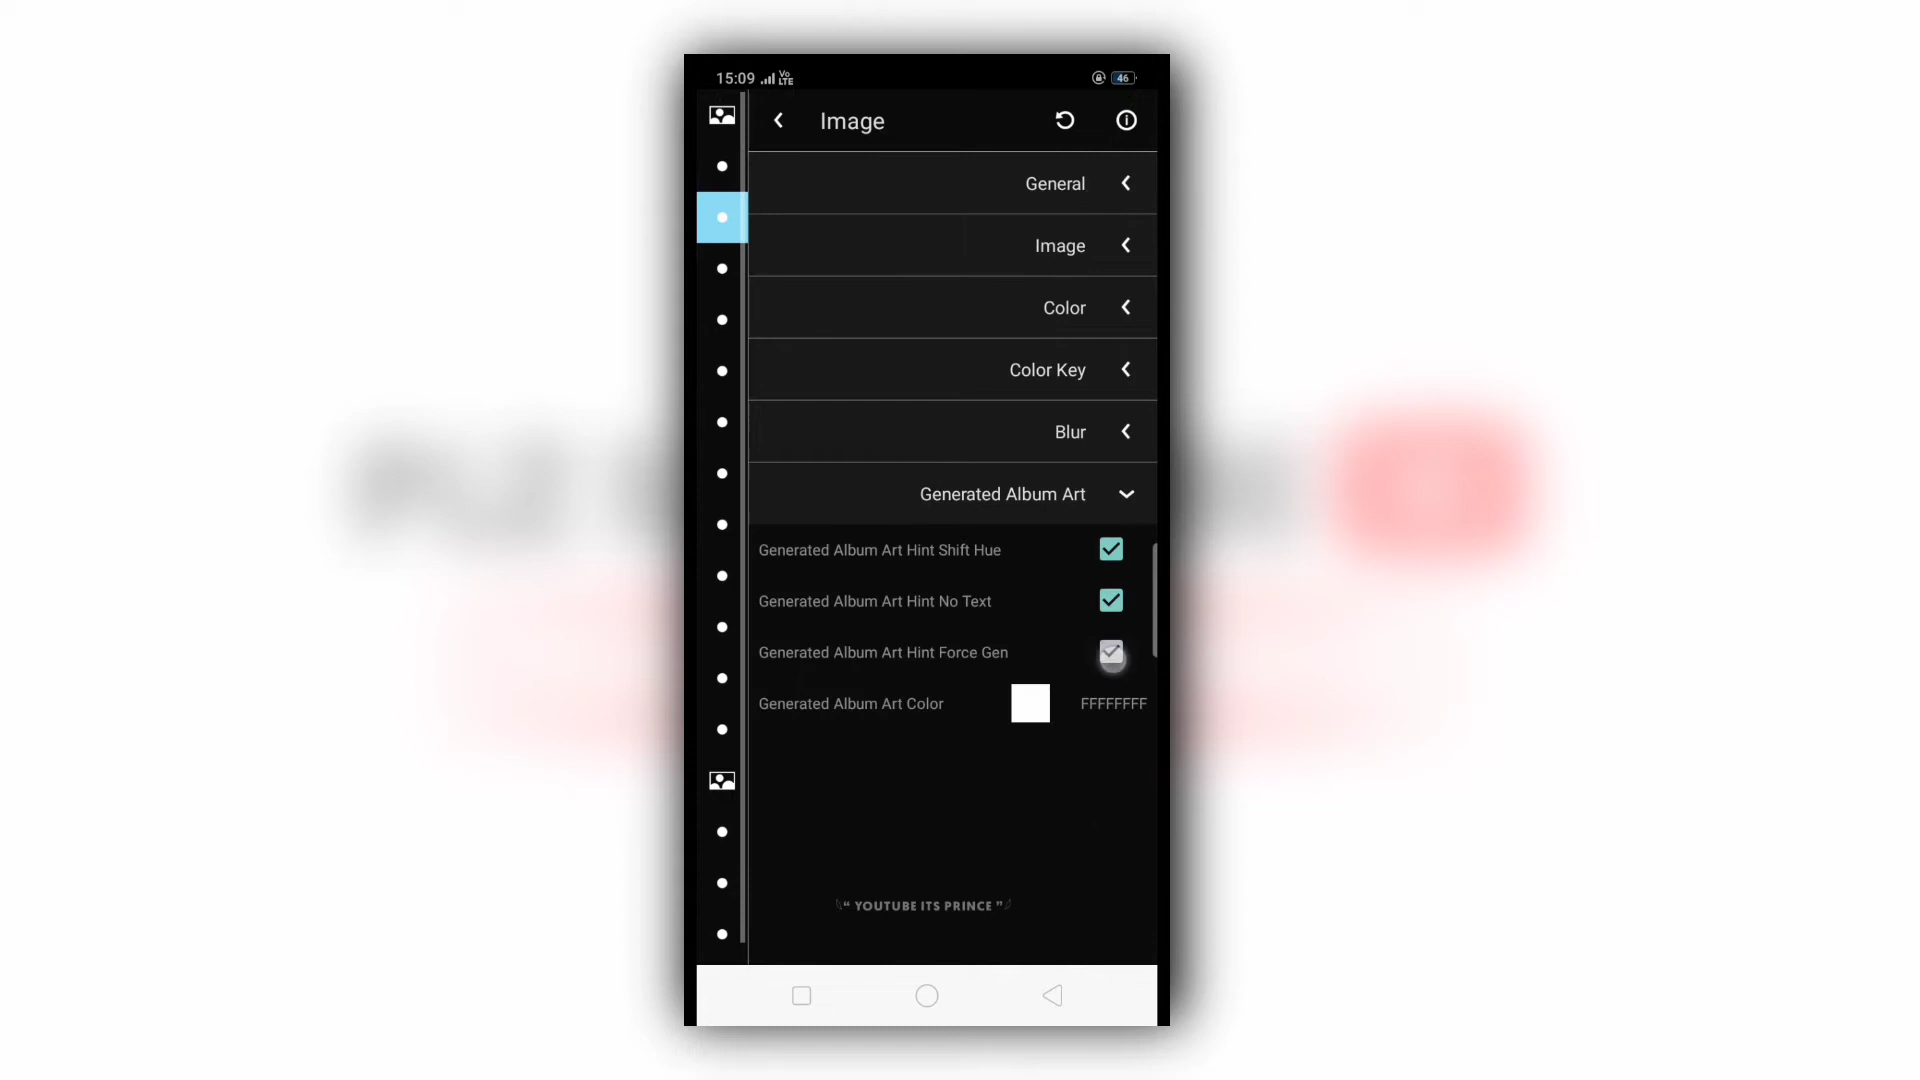 15:09 Vo LTE 46
Image
General
Image
Color
Color Key
Blur
Generated Album Art
Generated Album Art Hint Shift Hue
Generated Album Art Hint No Text
Generated Album Art Hint Force Gen
Generated Album Art Color FFFFFFFF
“ YOUTUBE ITS PRINCE ”